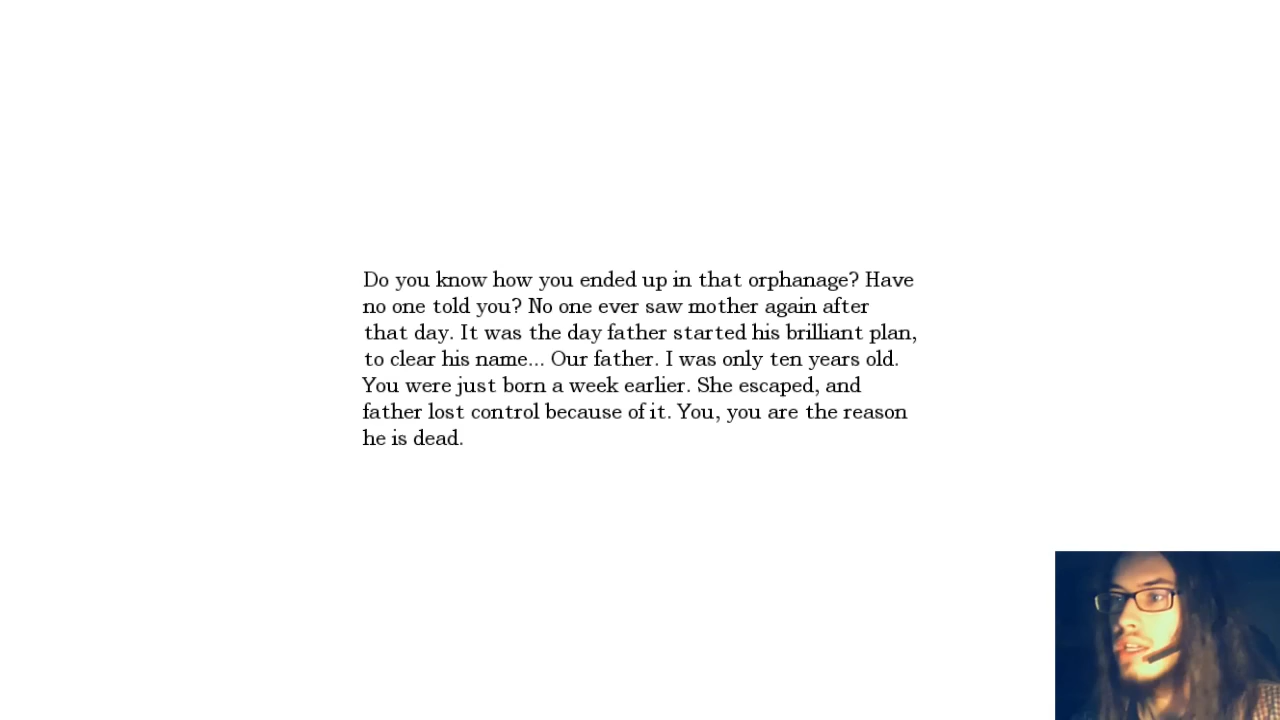 Do you know how you ended up in that orphanage? Have
no one told you? No one ever saw mother again after
that day. It was the day father started his brilliant plan,
to clear his name... Our father. I was only ten years old.
You were just born a week earlier. She escaped, and
father lost control because of it. You, you are the reason
he is dead.